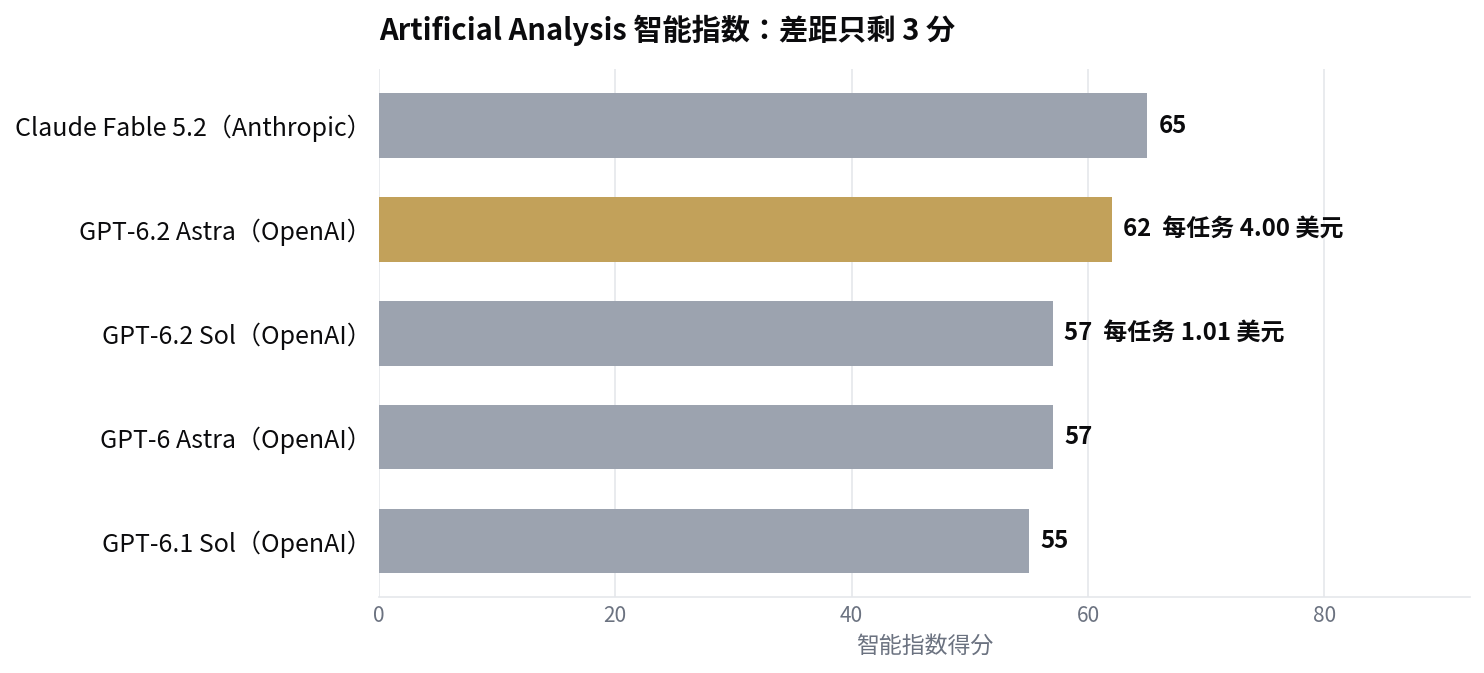 Artificial Analysis 智能指数：差距只剩 3 分
Claude Fable 5.2（Anthropic） 65
GPT-6.2 Astra（OpenAI） 62 每任务 4.00 美元
GPT-6.2 Sol（OpenAI） 57 每任务 1.01 美元
GPT-6 Astra（OpenAI） 57
GPT-6.1 Sol（OpenAI） 55
0 20 40 60 80
智能指数得分